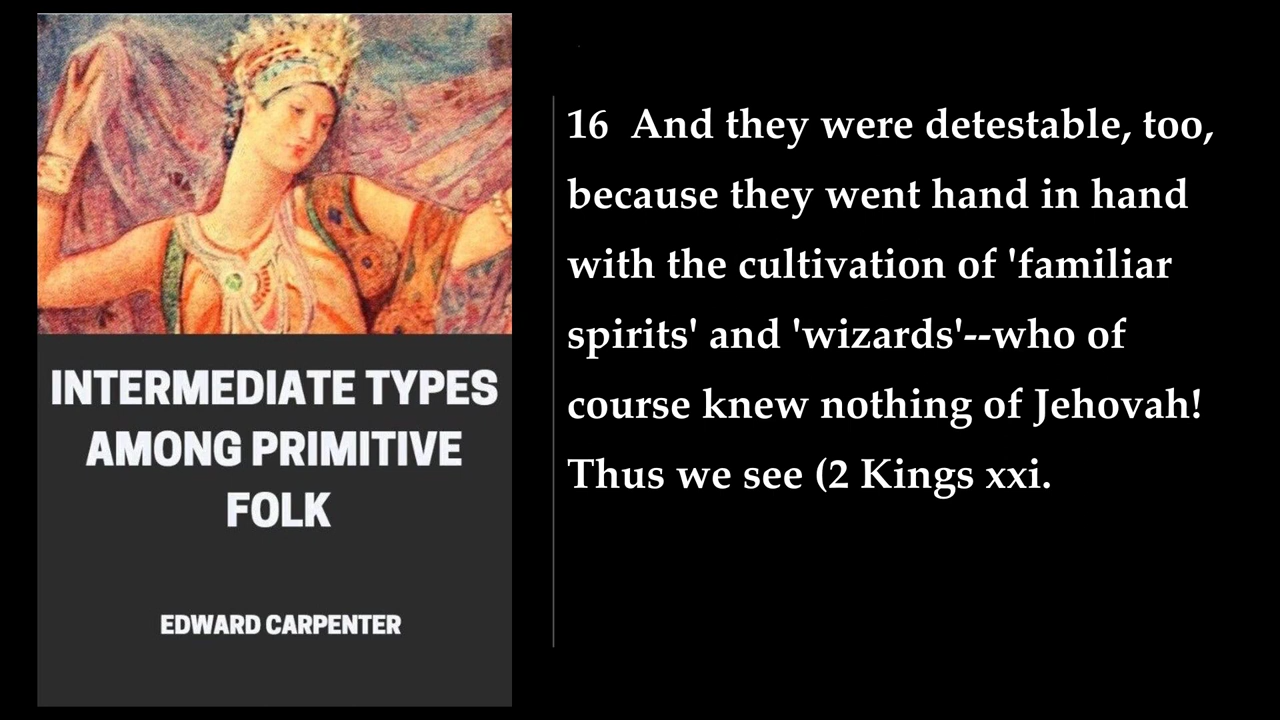 INTERMEDIATE TYPES
AMONG PRIMITIVE
FOLK
EDWARD CARPENTER
16  And they were detestable, too,
because they went hand in hand
with the cultivation of 'familiar
spirits' and 'wizards'--who of
course knew nothing of Jehovah!
Thus we see (2 Kings xxi.